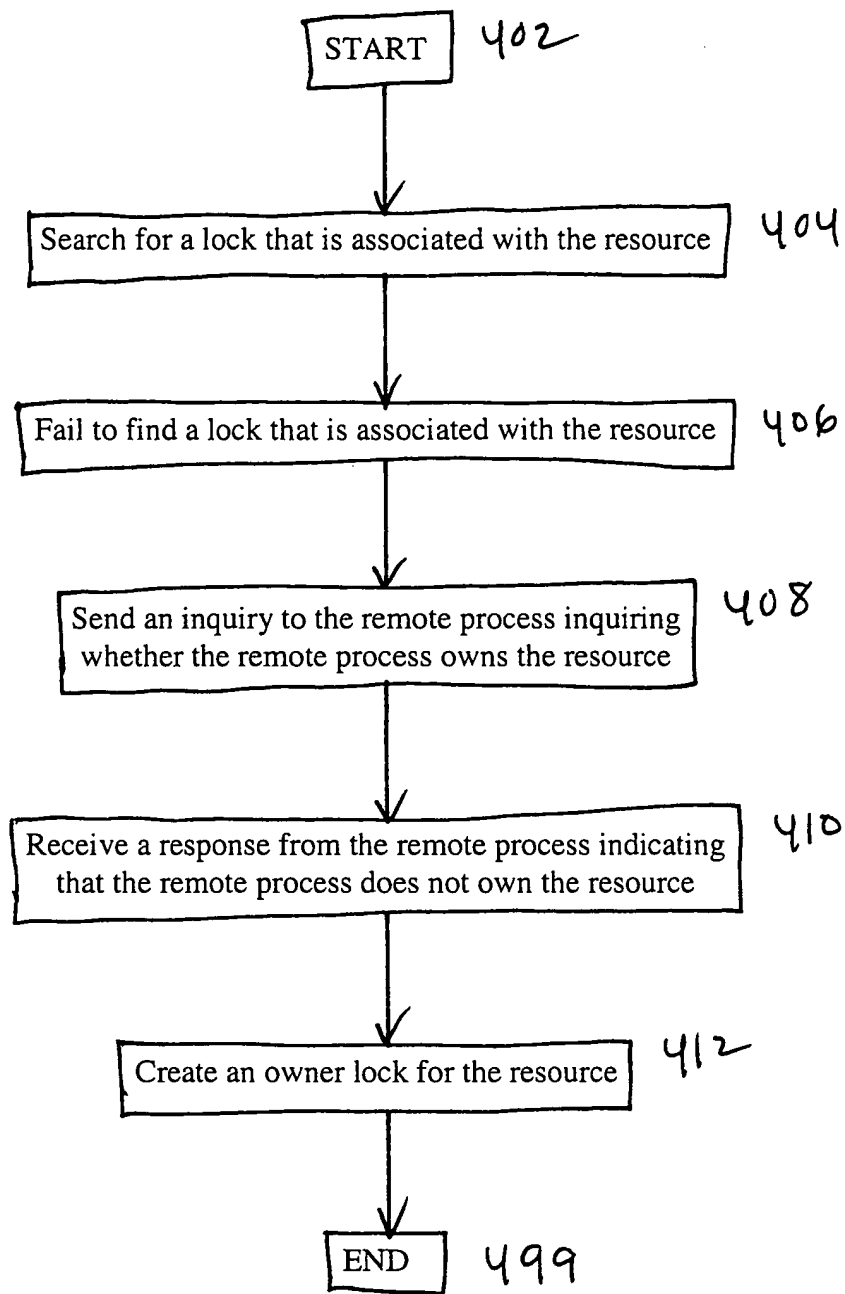 START 402
Search for a lock that is associated with the resource 404
Fail to find a lock that is associated with the resource 406
Send an inquiry to the remote process inquiring 408
whether the remote process owns the resource
Receive a response from the remote process indicating 410
that the remote process does not own the resource
Create an owner lock for the resource 412
END 499